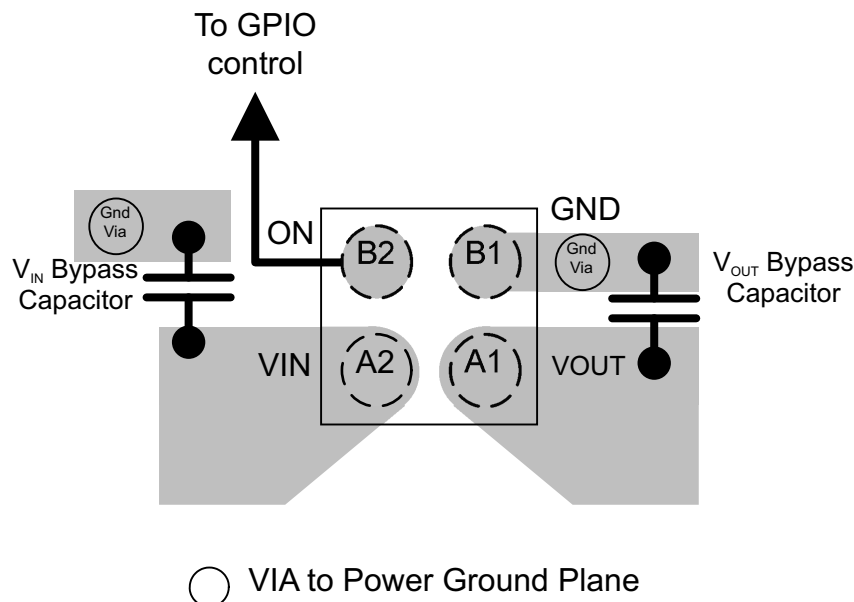 To GPIO
control
Gnd
Via
ON
B2
B1
GND
Gnd
Via
VIN Bypass
Capacitor
VOUT Bypass
Capacitor
VIN
A2
A1
VOUT
VIA to Power Ground Plane